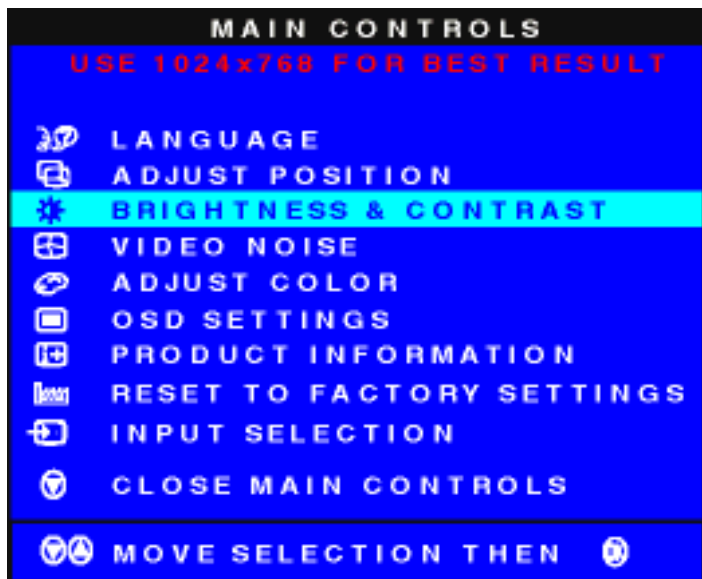 MAIN CONTROLS
USE 1024x768 FOR BEST RESULT
LANGUAGE
ADJUST POSITION
BRIGHTNESS & CONTRAST
VIDEO NOISE
ADJUST COLOR
OSD SETTINGS
PRODUCT INFORMATION
RESET TO FACTORY SETTINGS
INPUT SELECTION
CLOSE MAIN CONTROLS
MOVE SELECTION THEN